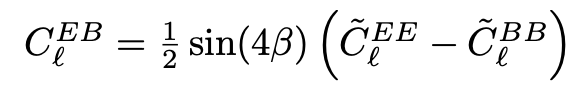 $C_\ell^{EB} = \frac{1}{2} \sin(4\beta) \left( \tilde{C}_\ell^{EE} - \tilde{C}_\ell^{BB} \right)$